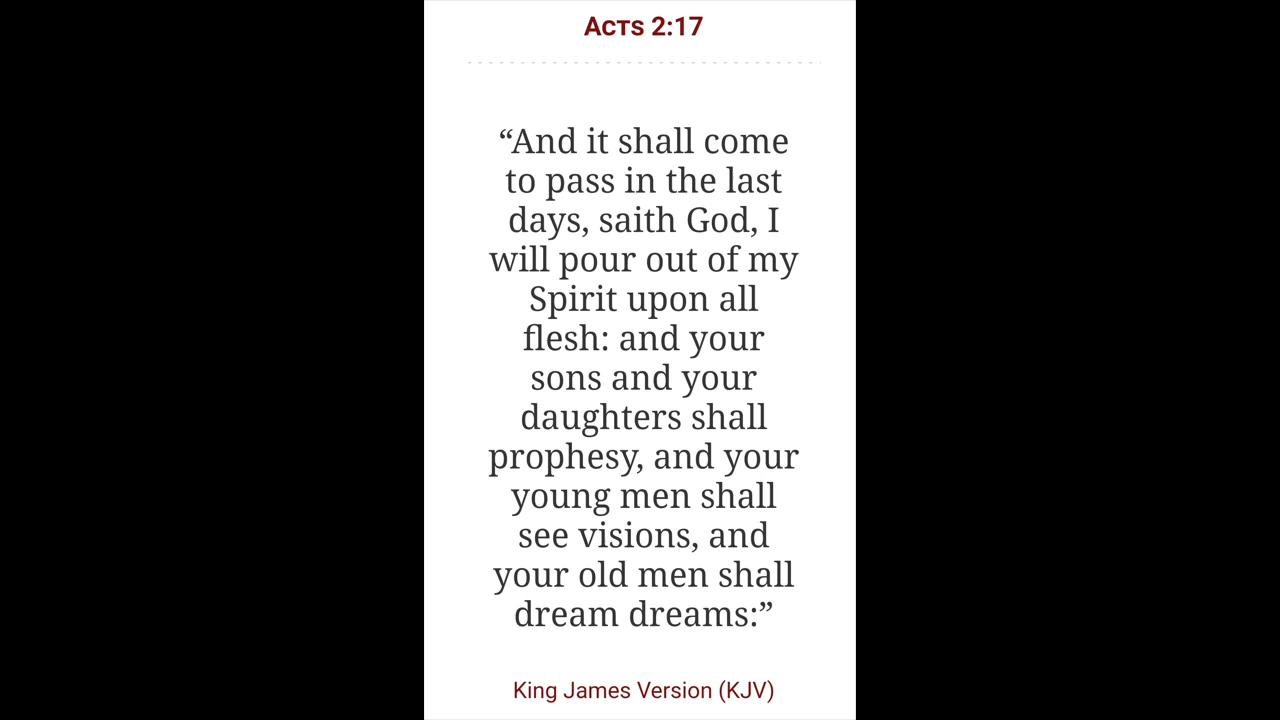 Acts 2:17
“And it shall come
to pass in the last
days, saith God, I
will pour out of my
Spirit upon all
flesh: and your
sons and your
daughters shall
prophesy, and your
young men shall
see visions, and
your old men shall
dream dreams:”
King James Version (KJV)